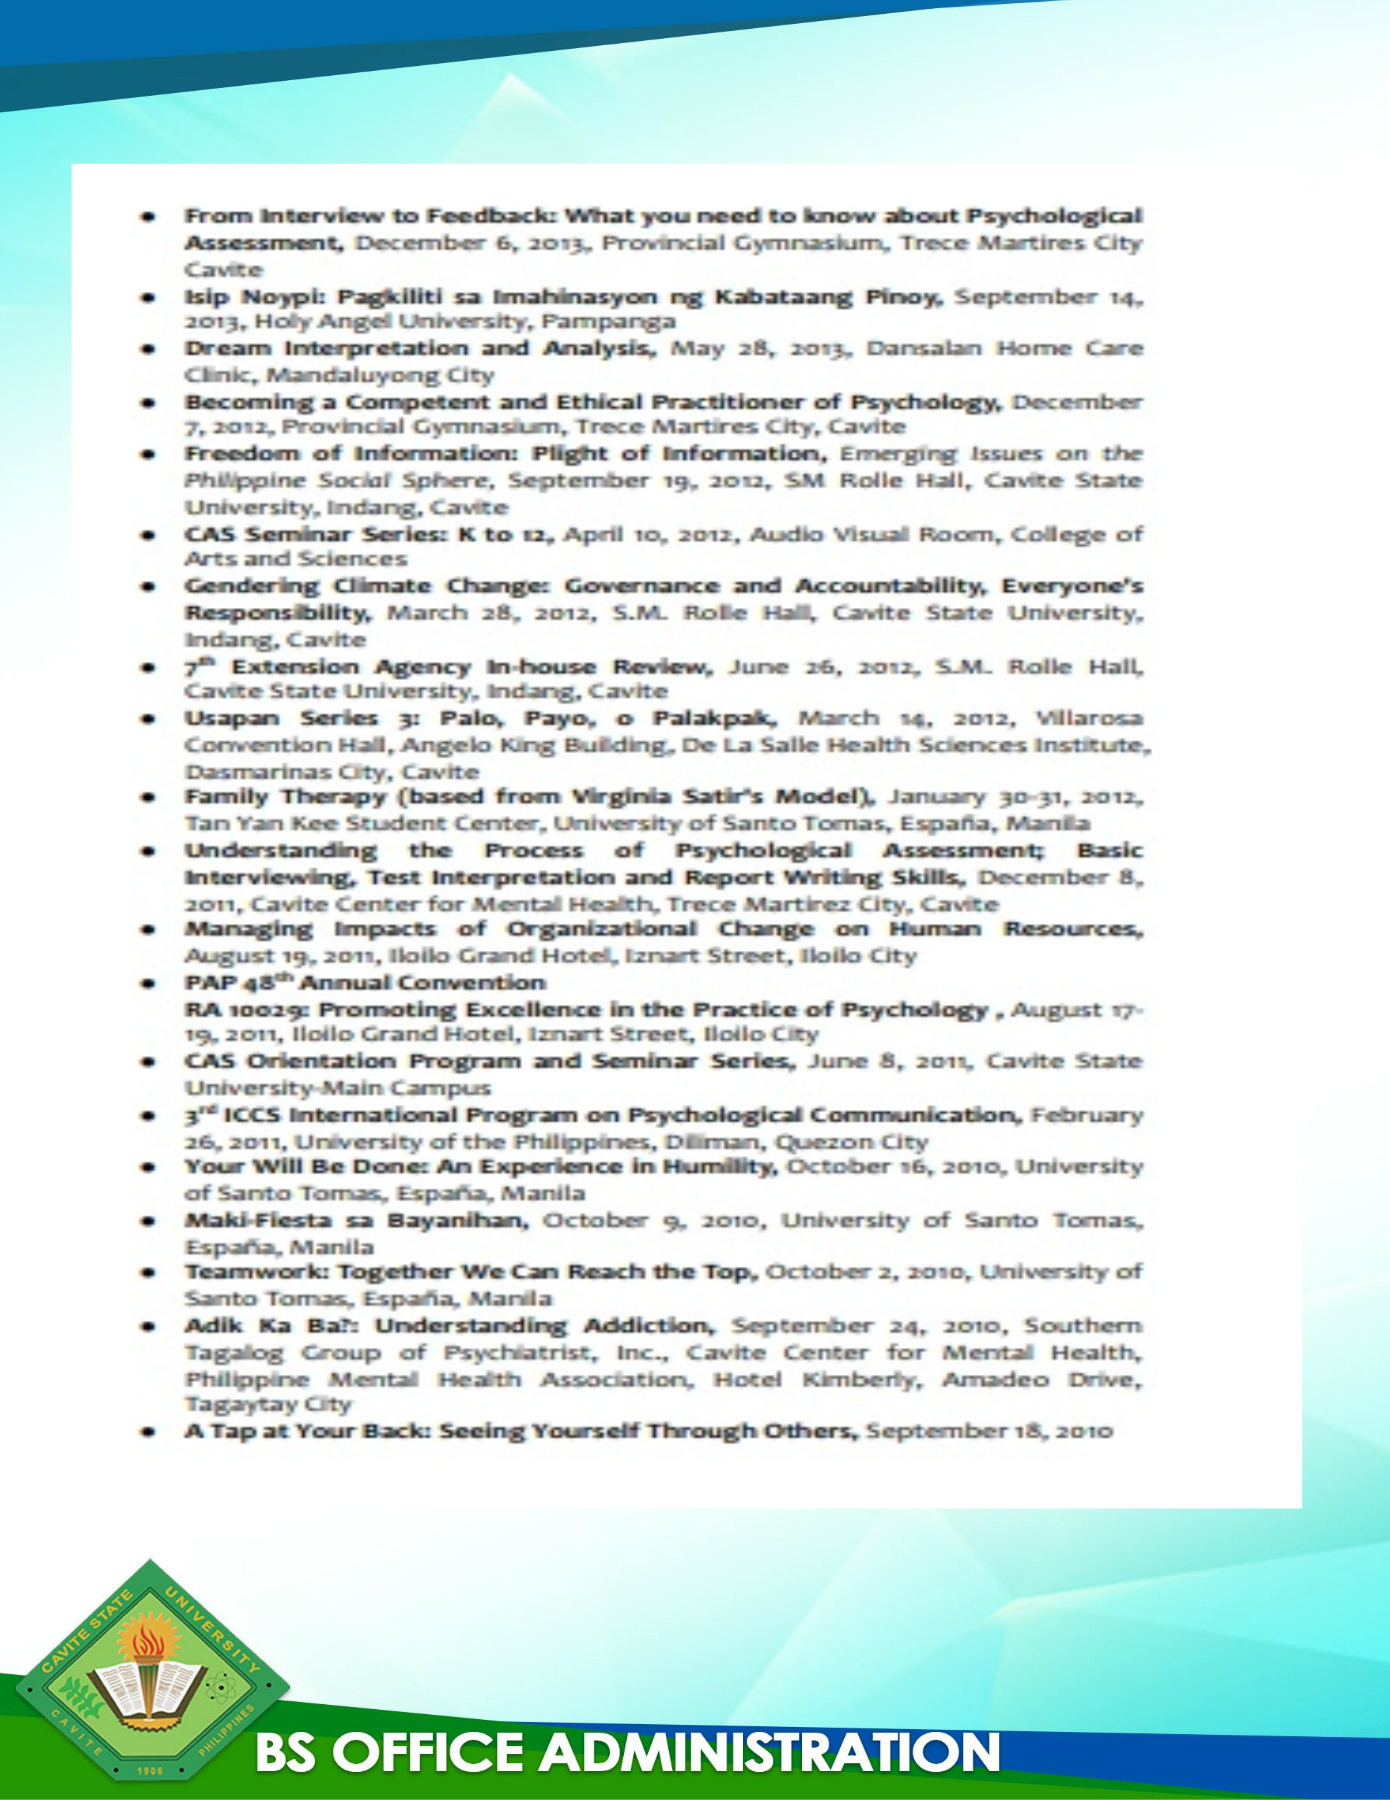 • From Interview to Feedback: What you need to know about Psychological
Assessment, December 6, 2013, Provincial Gymnasium, Trece Martires City
Cavite
• Isip Noypi: Pagkiliti sa Imahinasyon ng Kabataang Pinoy, September 14,
2013, Holy Angel University, Pampanga
• Dream Interpretation and Analysis, May 28, 2013, Dansalan Home Care
Clinic, Mandaluyong City
• Becoming a Competent and Ethical Practitioner of Psychology, December
7, 2012, Provincial Gymnasium, Trece Martires City, Cavite
• Freedom of Information: Plight of Information, Emerging Issues on the
Philippine Social Sphere, September 19, 2012, SM Rolle Hall, Cavite State
University, Indang, Cavite
• CAS Seminar Series: K to 12, April 10, 2012, Audio Visual Room, College of
Arts and Sciences
• Gendering Climate Change: Governance and Accountability, Everyone's
Responsibility, March 28, 2012, S.M. Rolle Hall, Cavite State University,
Indang, Cavite
• 7th Extension Agency In-house Review, June 26, 2012, S.M. Rolle Hall,
Cavite State University, Indang, Cavite
• Usapan Series 3: Palo, Payo, o Palakpak, March 14, 2012, Villarosa
Convention Hall, Angelo King Building, De La Salle Health Sciences Institute,
Dasmarinas City, Cavite
• Family Therapy (based from Virginia Satir's Model), January 30-31, 2012,
Tan Yan Kee Student Center, University of Santo Tomas, España, Manila
• Understanding the Process of Psychological Assessment; Basic
Interviewing, Test Interpretation and Report Writing Skills, December 8,
2011, Cavite Center for Mental Health, Trece Martirez City, Cavite
• Managing Impacts of Organizational Change on Human Resources,
August 19, 2011, Iloilo Grand Hotel, Iznart Street, Iloilo City
• PAP 48th Annual Convention
RA 10029: Promoting Excellence in the Practice of Psychology , August 17-
19, 2011, Iloilo Grand Hotel, Iznart Street, Iloilo City
• CAS Orientation Program and Seminar Series, June 8, 2011, Cavite State
University-Main Campus
• 3rd ICCS International Program on Psychological Communication, February
26, 2011, University of the Philippines, Diliman, Quezon City
• Your Will Be Done: An Experience in Humility, October 16, 2010, University
of Santo Tomas, España, Manila
• Maki-Fiesta sa Bayanihan, October 9, 2010, University of Santo Tomas,
España, Manila
• Teamwork: Together We Can Reach the Top, October 2, 2010, University of
Santo Tomas, España, Manila
• Adik Ka Ba?: Understanding Addiction, September 24, 2010, Southern
Tagalog Group of Psychiatrist, Inc., Cavite Center for Mental Health,
Philippine Mental Health Association, Hotel Kimberly, Amadeo Drive,
Tagaytay City
• A Tap at Your Back: Seeing Yourself Through Others, September 18, 2010
CAVITE STATE UNIVERSITY
CAVITE PHILIPPINES
1906
BS OFFICE ADMINISTRATION